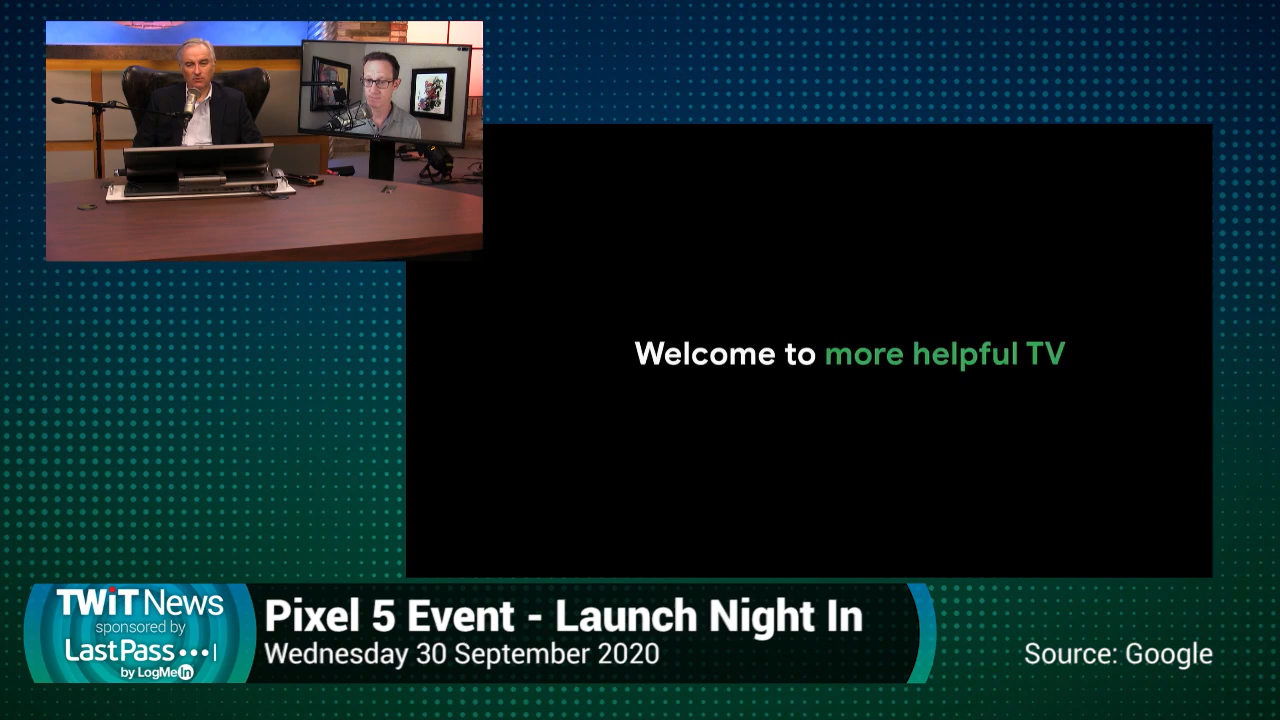 Welcome to more helpful TV
TWiT News
sponsored by
LastPass •••|
by LogMeIn
Pixel 5 Event - Launch Night In
Wednesday 30 September 2020
Source: Google